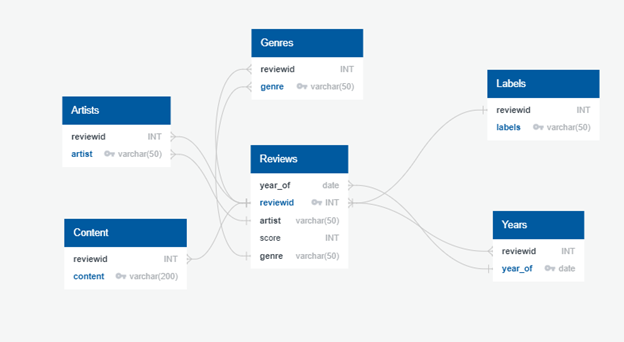 Genres
reviewid INT
genre varchar(50)
Labels
reviewid INT
labels varchar(50)
Artists
reviewid INT
artist varchar(50)
Reviews
year_of date
reviewid INT
artist varchar(50)
score INT
genre varchar(50)
Content
reviewid INT
content varchar(200)
Years
reviewid INT
year_of date